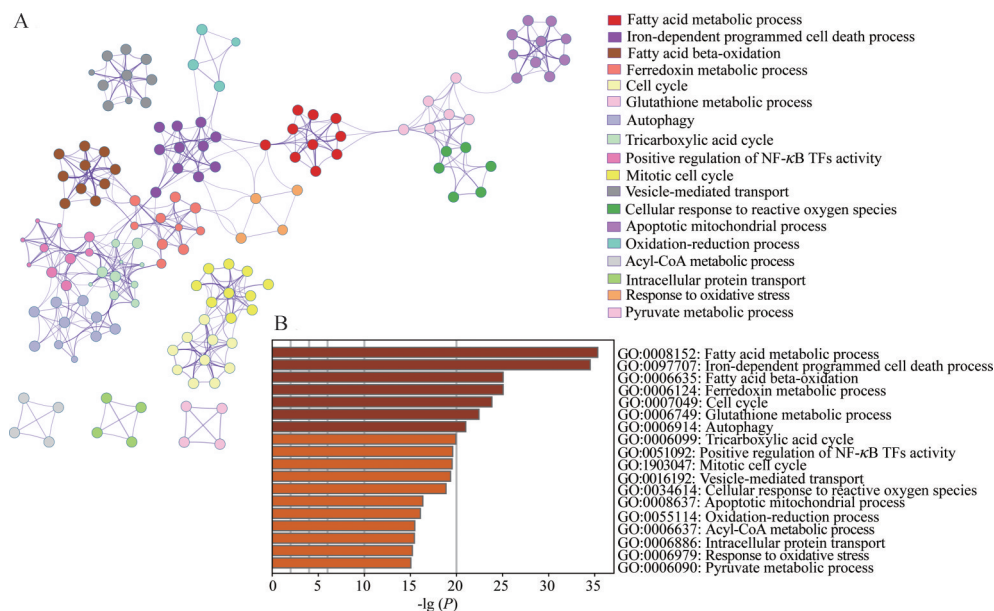 A
Fatty acid metabolic process
Iron-dependent programmed cell death process
Fatty acid beta-oxidation
Ferredoxin metabolic process
Cell cycle
Glutathione metabolic process
Autophagy
Tricarboxylic acid cycle
Positive regulation of NF-κB TFs activity
Mitotic cell cycle
Vesicle-mediated transport
Cellular response to reactive oxygen species
Apoptotic mitochondrial process
Oxidation-reduction process
Acyl-CoA metabolic process
Intracellular protein transport
Response to oxidative stress
Pyruvate metabolic process
B
GO:0008152: Fatty acid metabolic process
GO:0097707: Iron-dependent programmed cell death process
GO:0006635: Fatty acid beta-oxidation
GO:0006124: Ferredoxin metabolic process
GO:0007049: Cell cycle
GO:0006749: Glutathione metabolic process
GO:0006914: Autophagy
GO:0006099: Tricarboxylic acid cycle
GO:0051092: Positive regulation of NF-κB TFs activity
GO:1903047: Mitotic cell cycle
GO:0016192: Vesicle-mediated transport
GO:0034614: Cellular response to reactive oxygen species
GO:0008637: Apoptotic mitochondrial process
GO:0055114: Oxidation-reduction process
GO:0006637: Acyl-CoA metabolic process
GO:0006886: Intracellular protein transport
GO:0006979: Response to oxidative stress
GO:0006090: Pyruvate metabolic process
0 5 10 15 20 25 30 35
-lg (P)